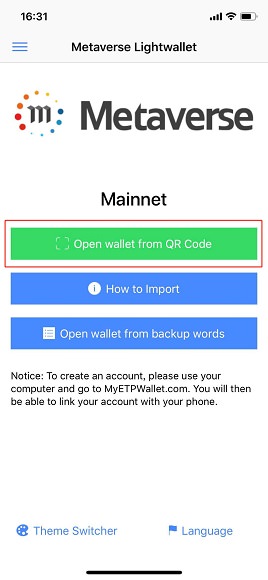 16:31
Metaverse Lightwallet
m Metaverse
Mainnet
Open wallet from QR Code
How to Import
Open wallet from backup words
Notice: To create an account, please use your
computer and go to MyETPWallet.com. You will then
be able to link your account with your phone.
Theme Switcher
Language